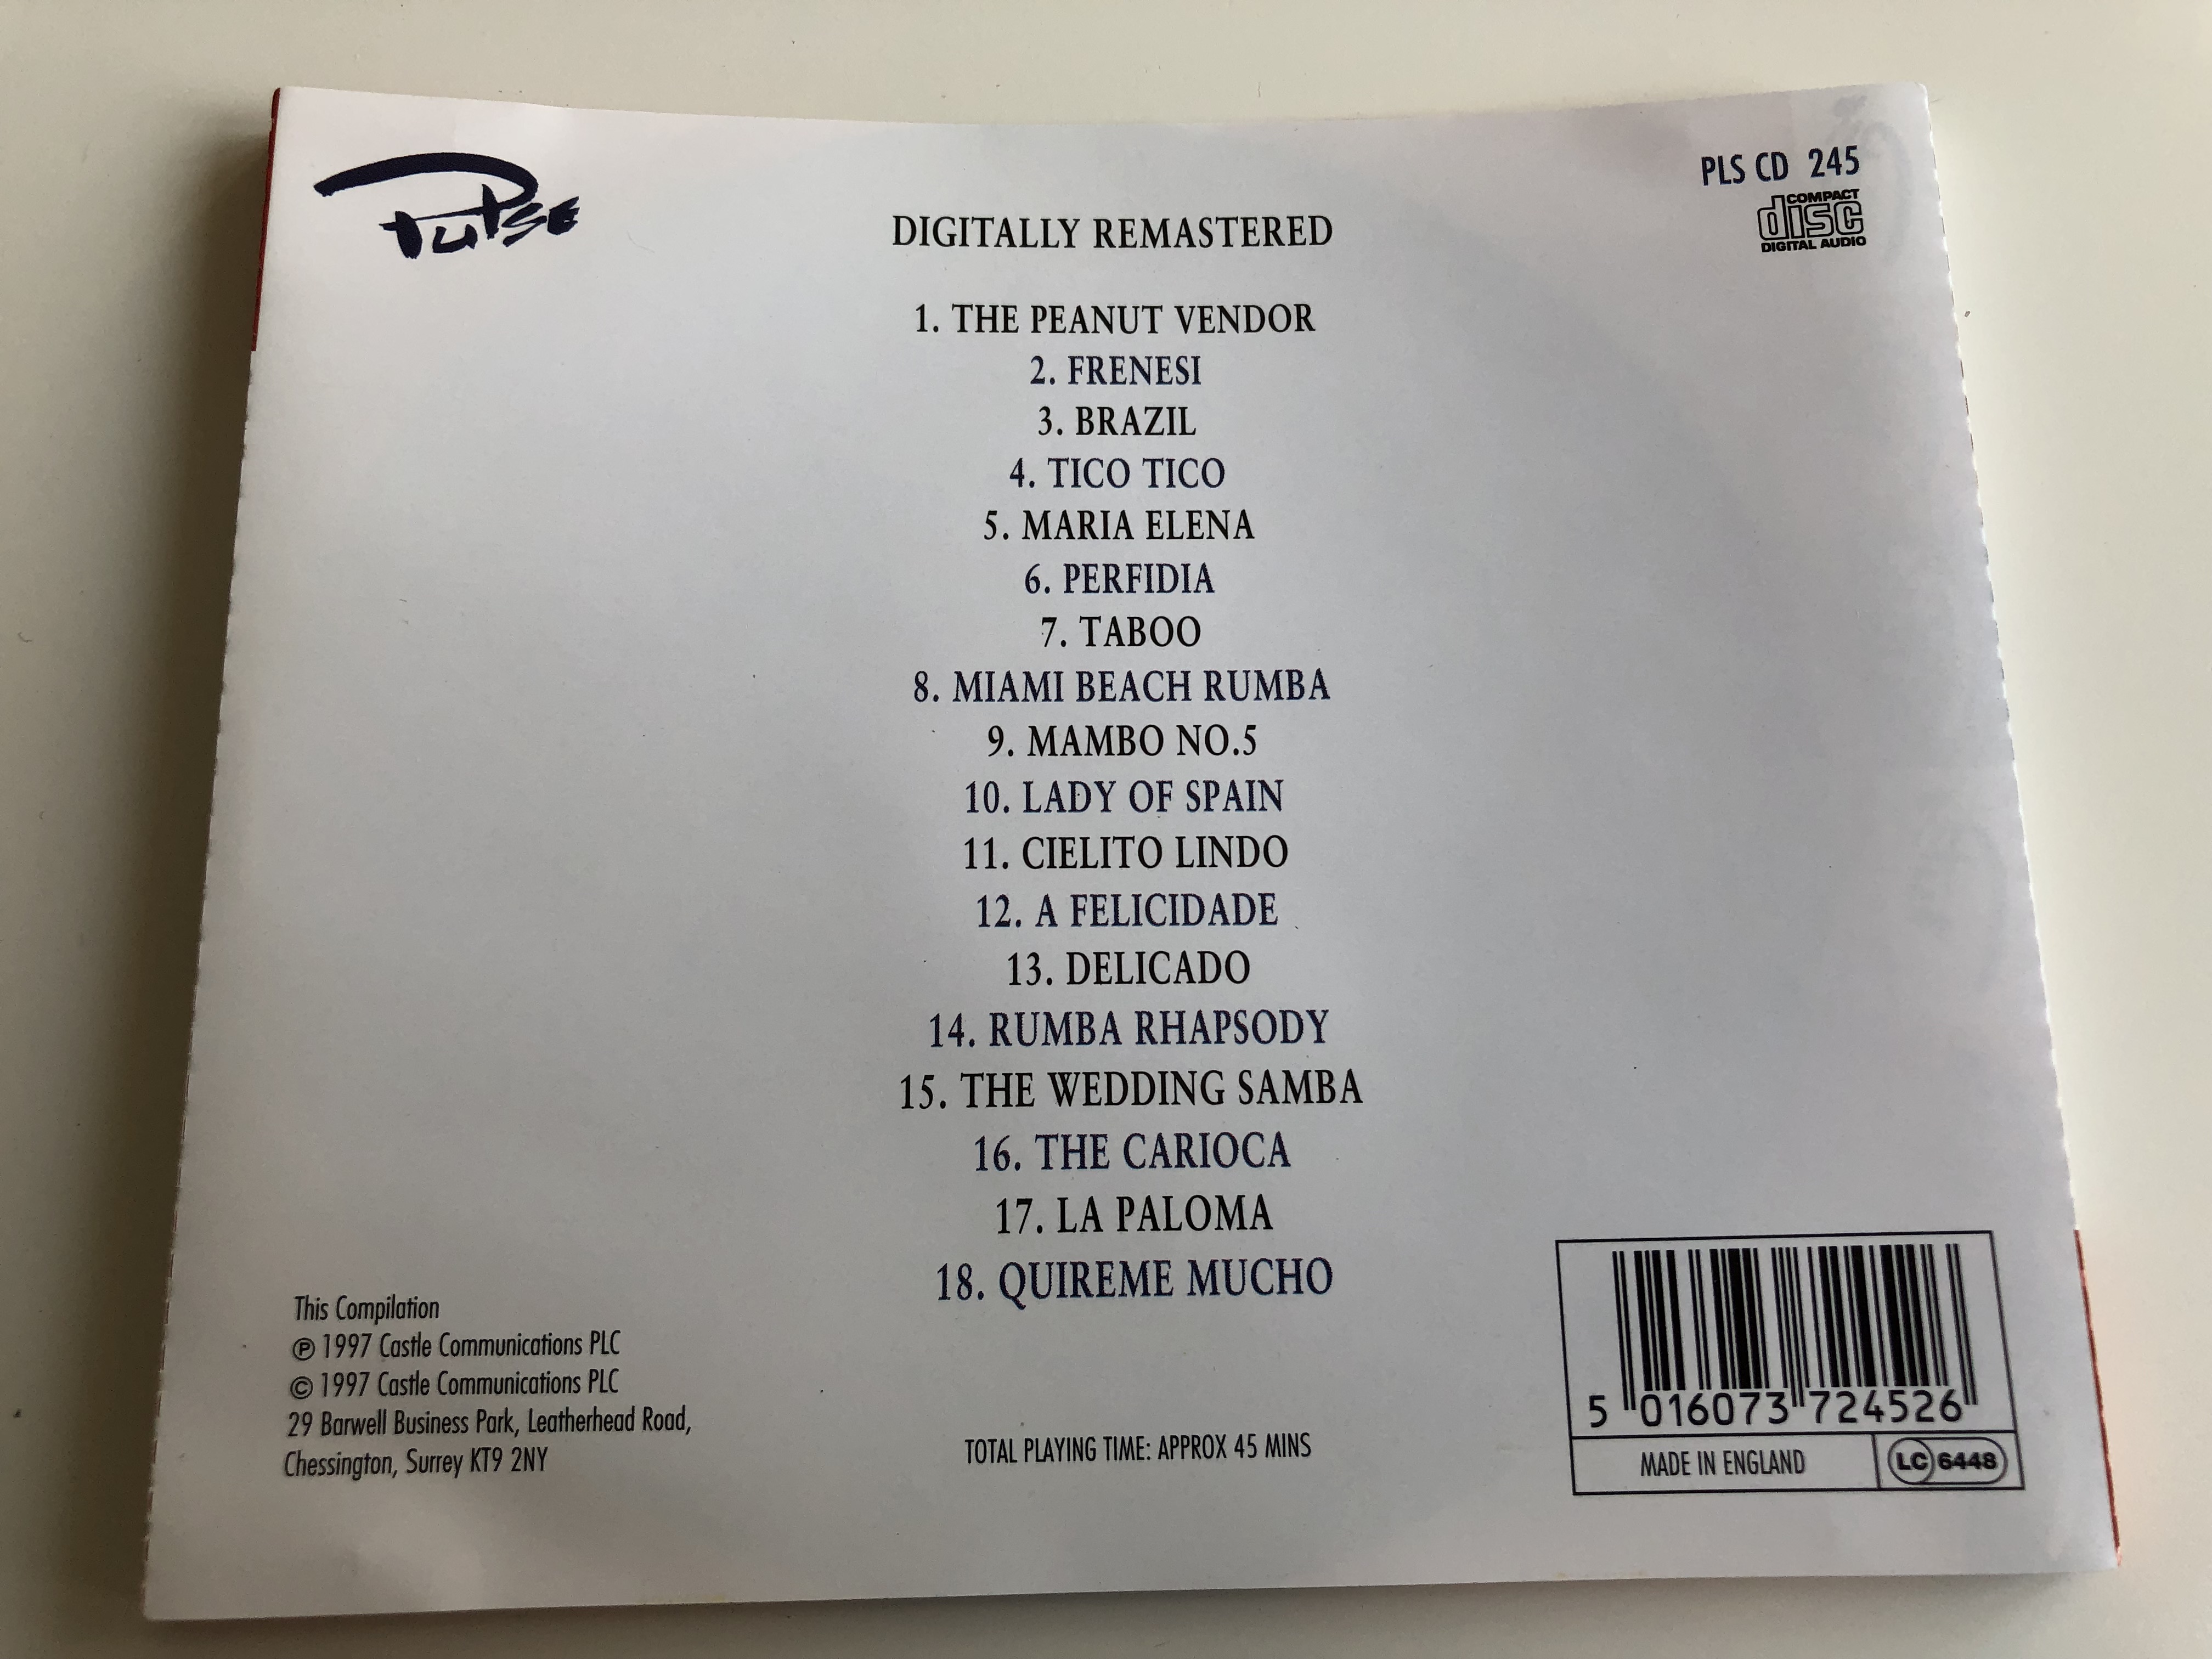 Pulse
PLS CD 245
COMPACT
disc
DIGITAL AUDIO
DIGITALLY REMASTERED
1. THE PEANUT VENDOR
2. FRENESI
3. BRAZIL
4. TICO TICO
5. MARIA ELENA
6. PERFIDIA
7. TABOO
8. MIAMI BEACH RUMBA
9. MAMBO NO.5
10. LADY OF SPAIN
11. CIELITO LINDO
12. A FELICIDADE
13. DELICADO
14. RUMBA RHAPSODY
15. THE WEDDING SAMBA
16. THE CARIOCA
17. LA PALOMA
18. QUIREME MUCHO
This Compilation
℗ 1997 Castle Communications PLC
© 1997 Castle Communications PLC
29 Barwell Business Park, Leatherhead Road,
Chessington, Surrey KT9 2NY
TOTAL PLAYING TIME: APPROX 45 MINS
5 016073 724526
MADE IN ENGLAND
LC 6448